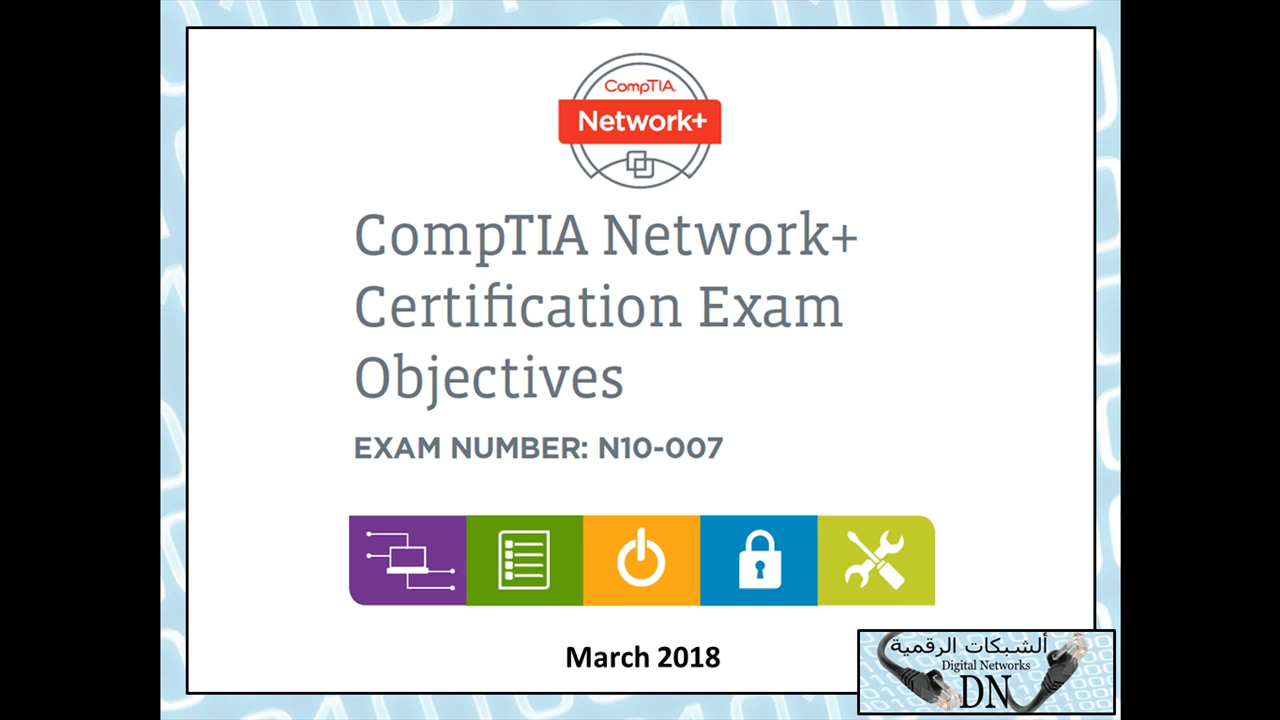 CompTIA.
Network+
CompTIA Network+
Certification Exam
Objectives
EXAM NUMBER: N10-007
March 2018
ألشبكات الرقمية
Digital Networks
DN